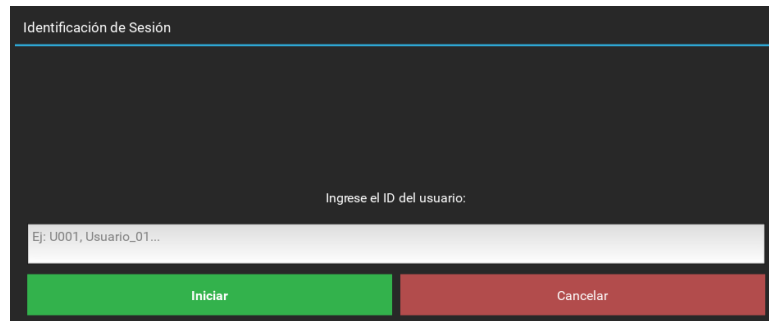 Identificación de Sesión
Ingrese el ID del usuario:
Ej: U001, Usuario_01...
Iniciar
Cancelar